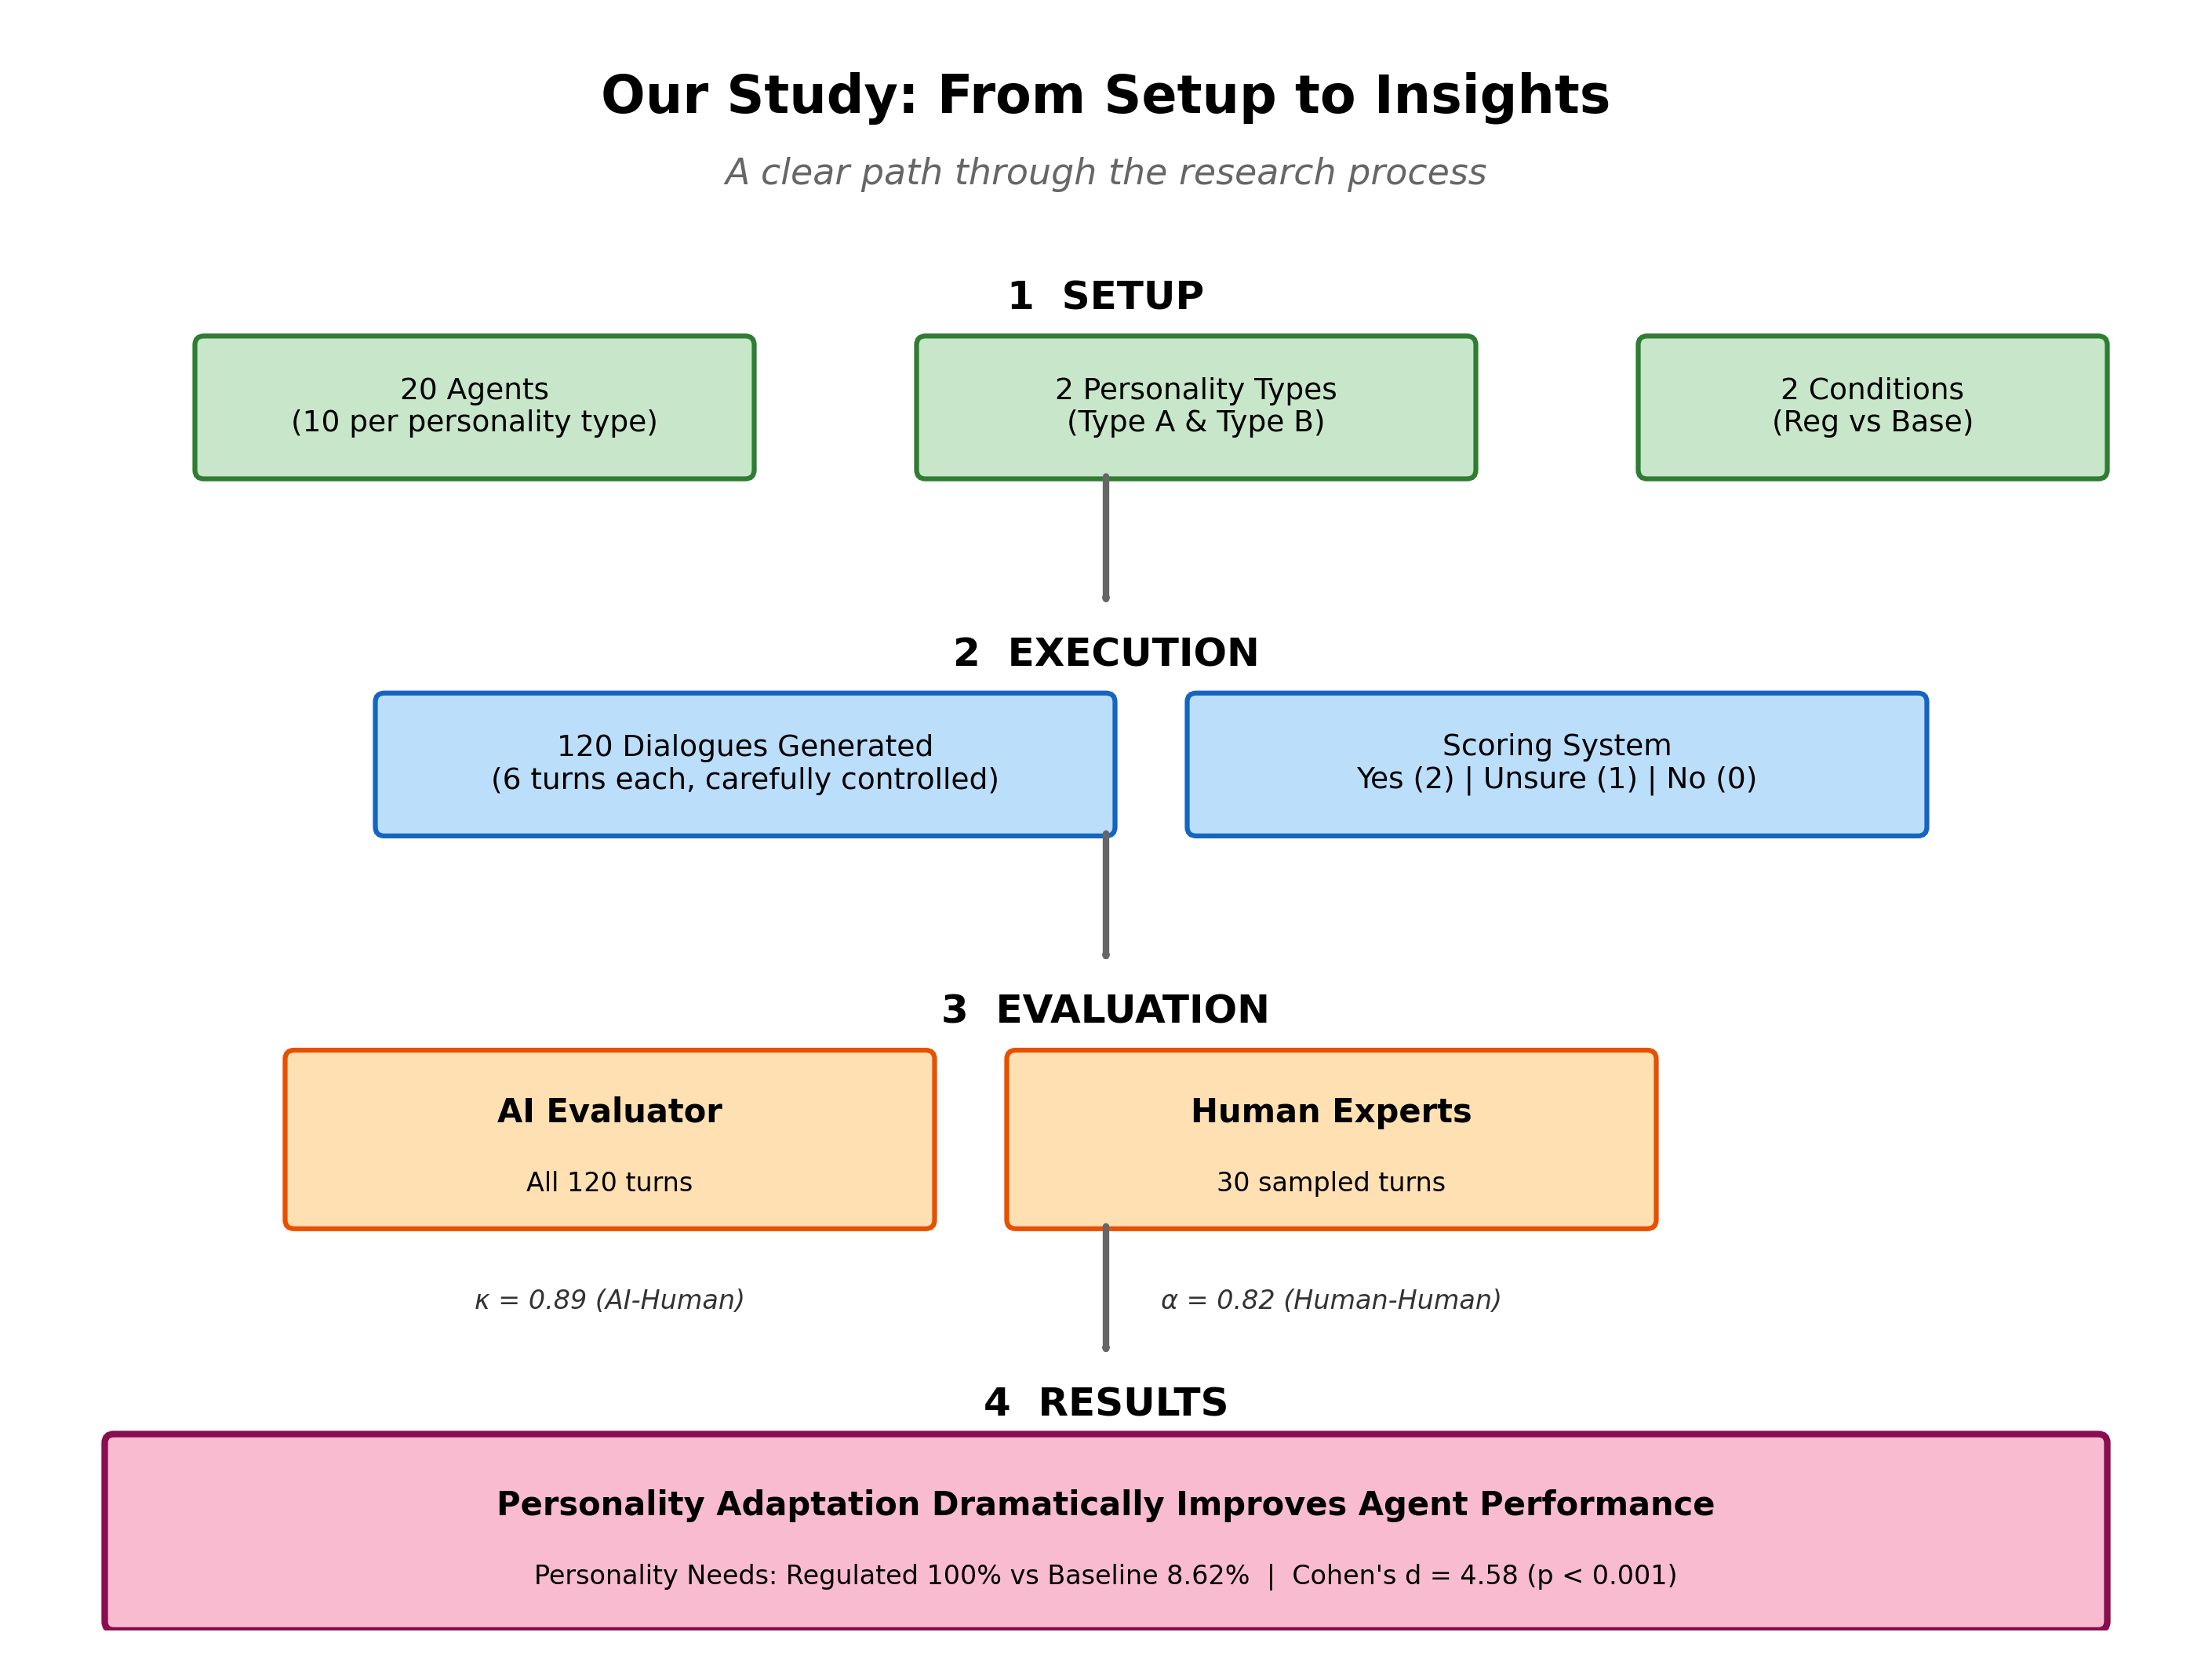 Our Study: From Setup to Insights
A clear path through the research process
1 SETUP
20 Agents
(10 per personality type)
2 Personality Types
(Type A & Type B)
2 Conditions
(Reg vs Base)
2 EXECUTION
120 Dialogues Generated
(6 turns each, carefully controlled)
Scoring System
Yes (2) | Unsure (1) | No (0)
3 EVALUATION
AI Evaluator
All 120 turns
Human Experts
30 sampled turns
κ = 0.89 (AI-Human)
α = 0.82 (Human-Human)
4 RESULTS
Personality Adaptation Dramatically Improves Agent Performance
Personality Needs: Regulated 100% vs Baseline 8.62% | Cohen's d = 4.58 (p < 0.001)